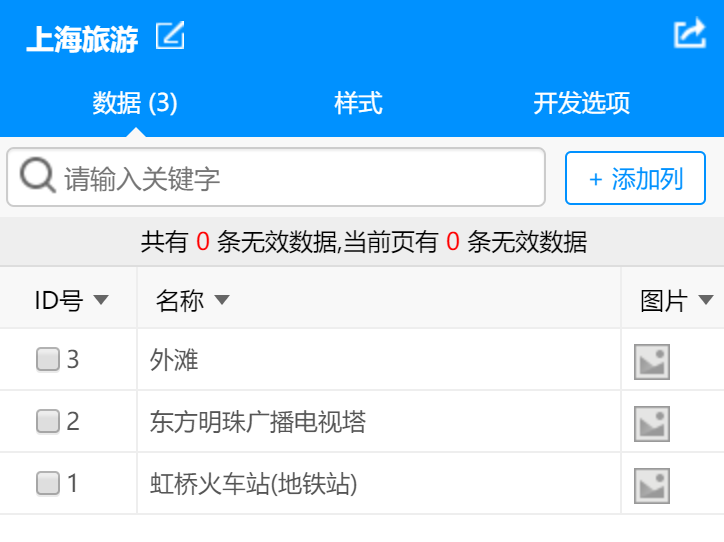 上海旅游
数据 (3) 样式 开发选项
请输入关键字 + 添加列
共有 0 条无效数据,当前页有 0 条无效数据
ID号 名称 图片
3 外滩
2 东方明珠广播电视塔
1 虹桥火车站(地铁站)